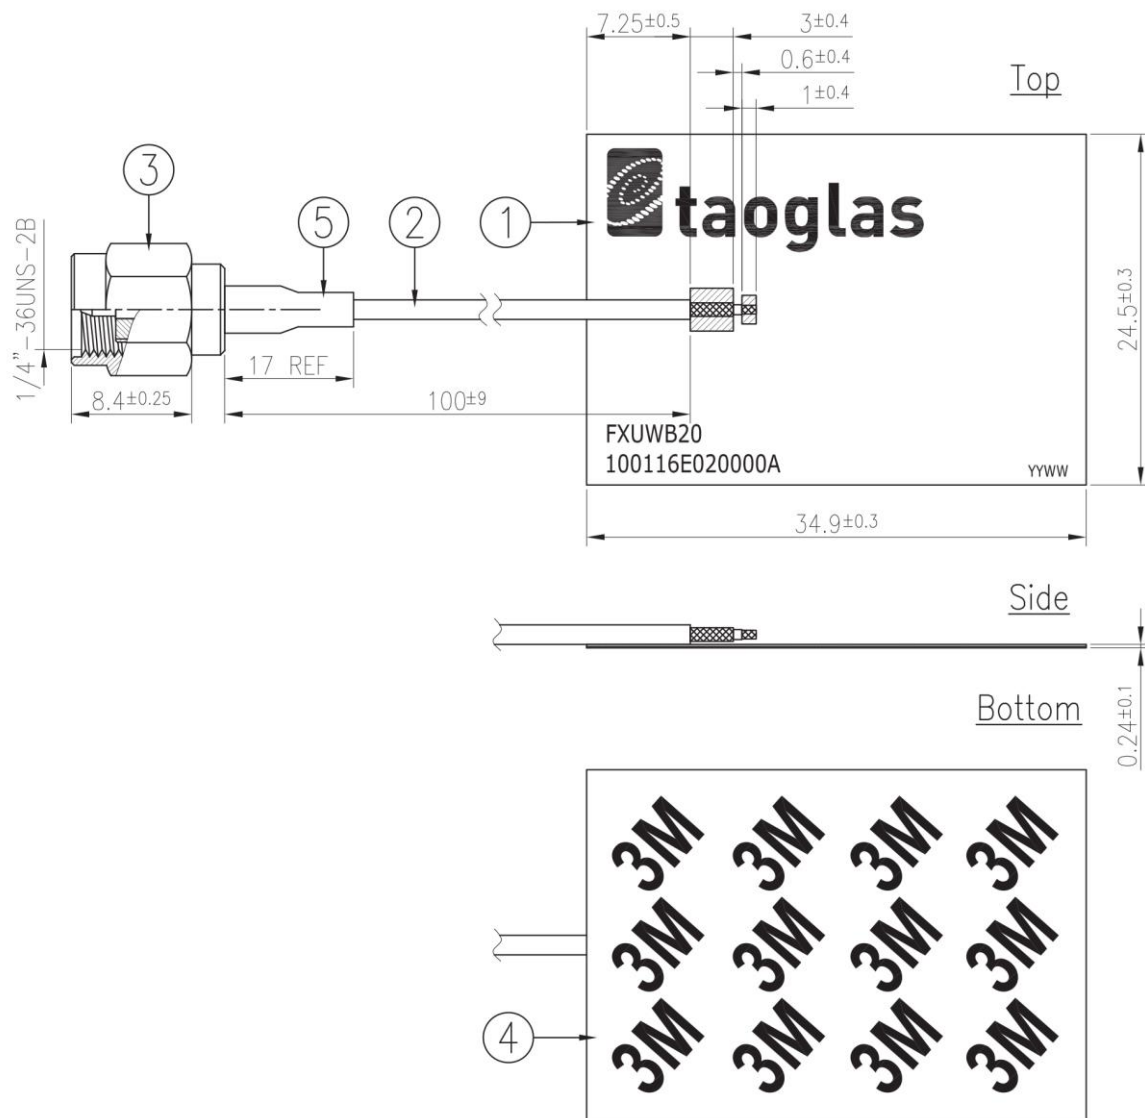 7.25±0.5
3±0.4
0.6±0.4
1±0.4
Top
3
5
2
1
taoglas
1/4"-36UNS-2B
24.5±0.3
17 REF
8.4±0.25
100±9
FXUWB20
100116E020000A
YYWW
34.9±0.3
Side
0.24±0.1
Bottom
3M 3M 3M 3M
3M 3M 3M 3M
4
3M 3M 3M 3M